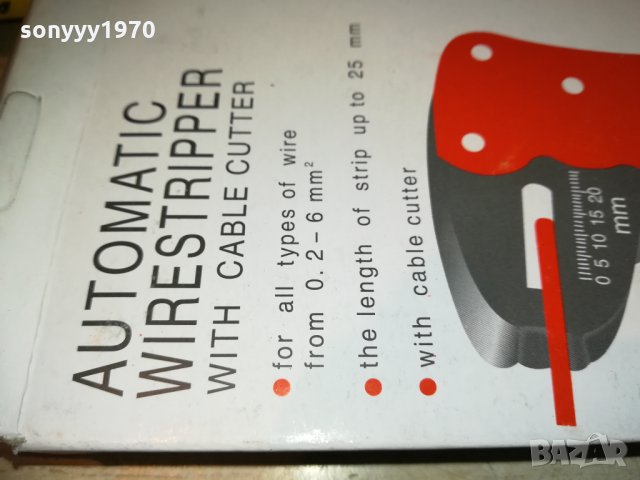 sonyyy1970
AUTOMATIC
WIRESTRIPPER
WITH CABLE CUTTER
• for all types of wire
from 0.2 – 6 mm²
• the length of strip up to 25 mm
• with cable cutter
0 5 10 15 20
mm
BAZAR